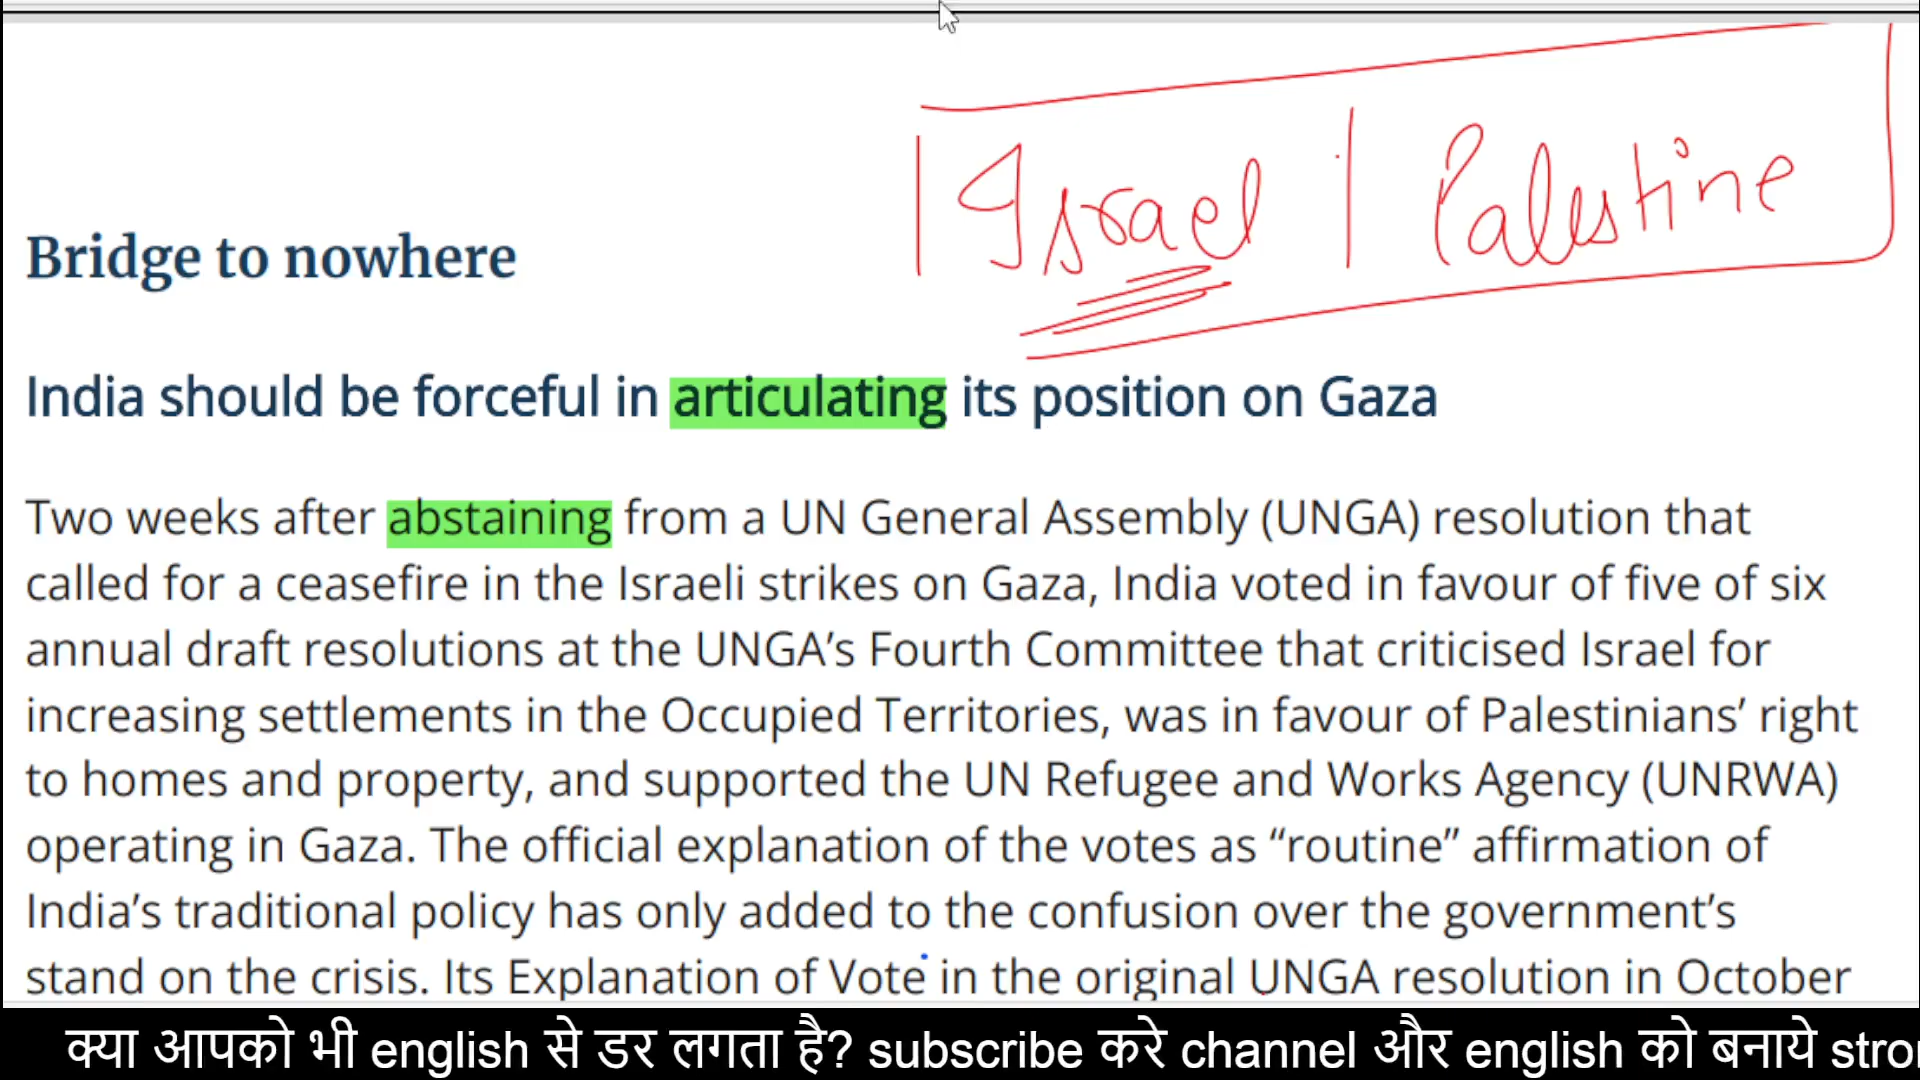 Israel | Palestine
Bridge to nowhere
India should be forceful in articulating its position on Gaza
Two weeks after abstaining from a UN General Assembly (UNGA) resolution that
called for a ceasefire in the Israeli strikes on Gaza, India voted in favour of five of six
annual draft resolutions at the UNGA’s Fourth Committee that criticised Israel for
increasing settlements in the Occupied Territories, was in favour of Palestinians’ right
to homes and property, and supported the UN Refugee and Works Agency (UNRWA)
operating in Gaza. The official explanation of the votes as “routine” affirmation of
India’s traditional policy has only added to the confusion over the government’s
stand on the crisis. Its Explanation of Vote in the original UNGA resolution in October
क्या आपको भी english से डर लगता है? subscribe करे channel और english को बनाये